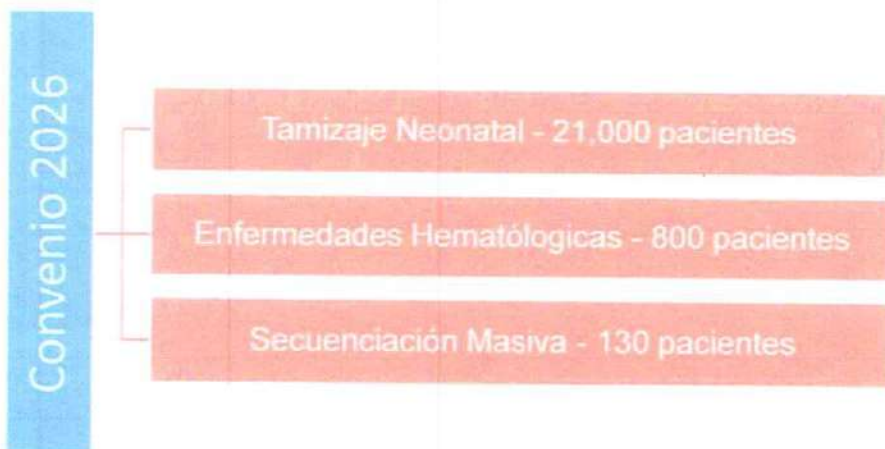 Convenio 2026
Tamizaje Neonatal - 21,000 pacientes
Enfermedades Hematólogicas - 800 pacientes
Secuenciación Masiva - 130 pacientes